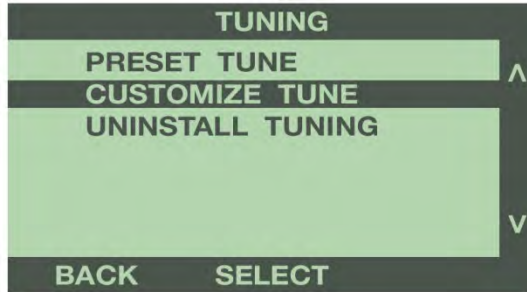 TUNING
PRESET TUNE
CUSTOMIZE TUNE
UNINSTALL TUNING
BACK SELECT